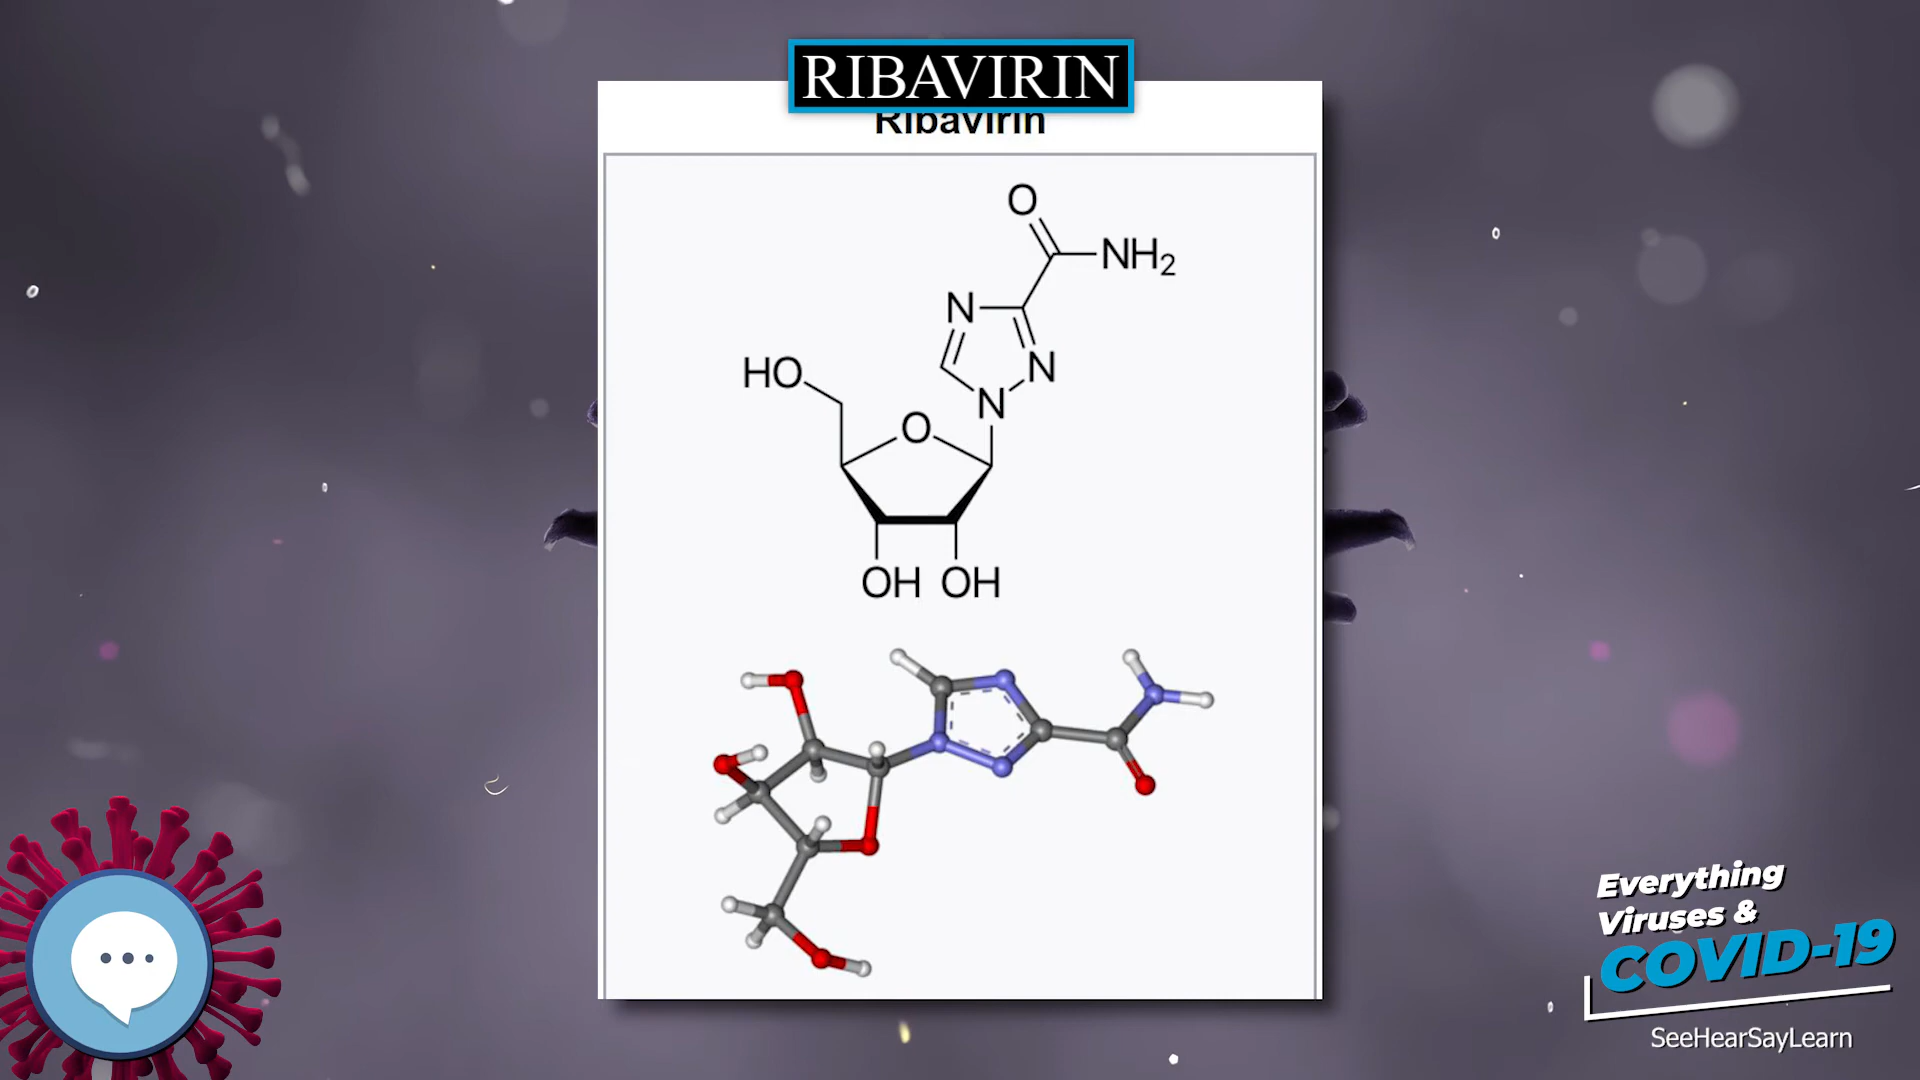 RIBAVIRIN
Ribavirin
O
NH2
N
N
N
HO
O
OH OH
Everything
Viruses &
COVID-19
SeeHearSayLearn